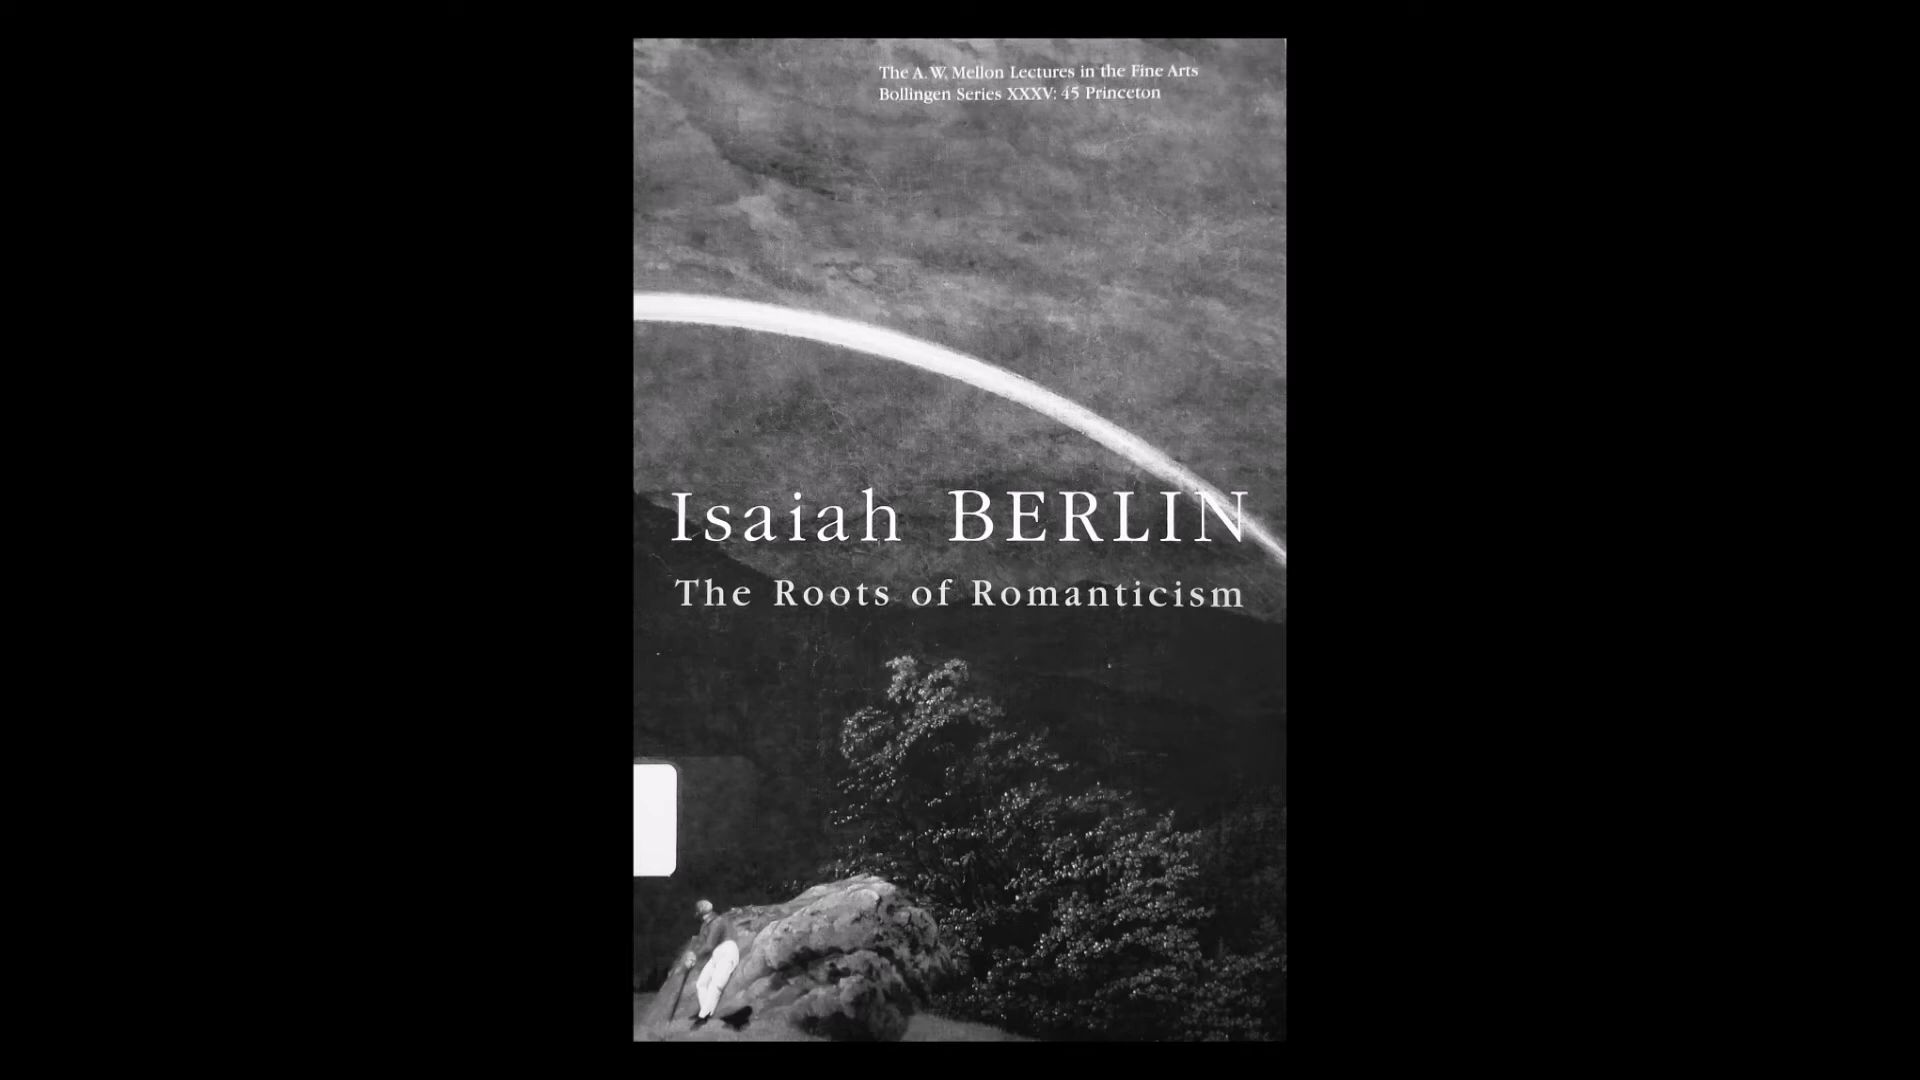 The A. W. Mellon Lectures in the Fine Arts
Bollingen Series XXXV: 45 Princeton
Isaiah BERLIN
The Roots of Romanticism